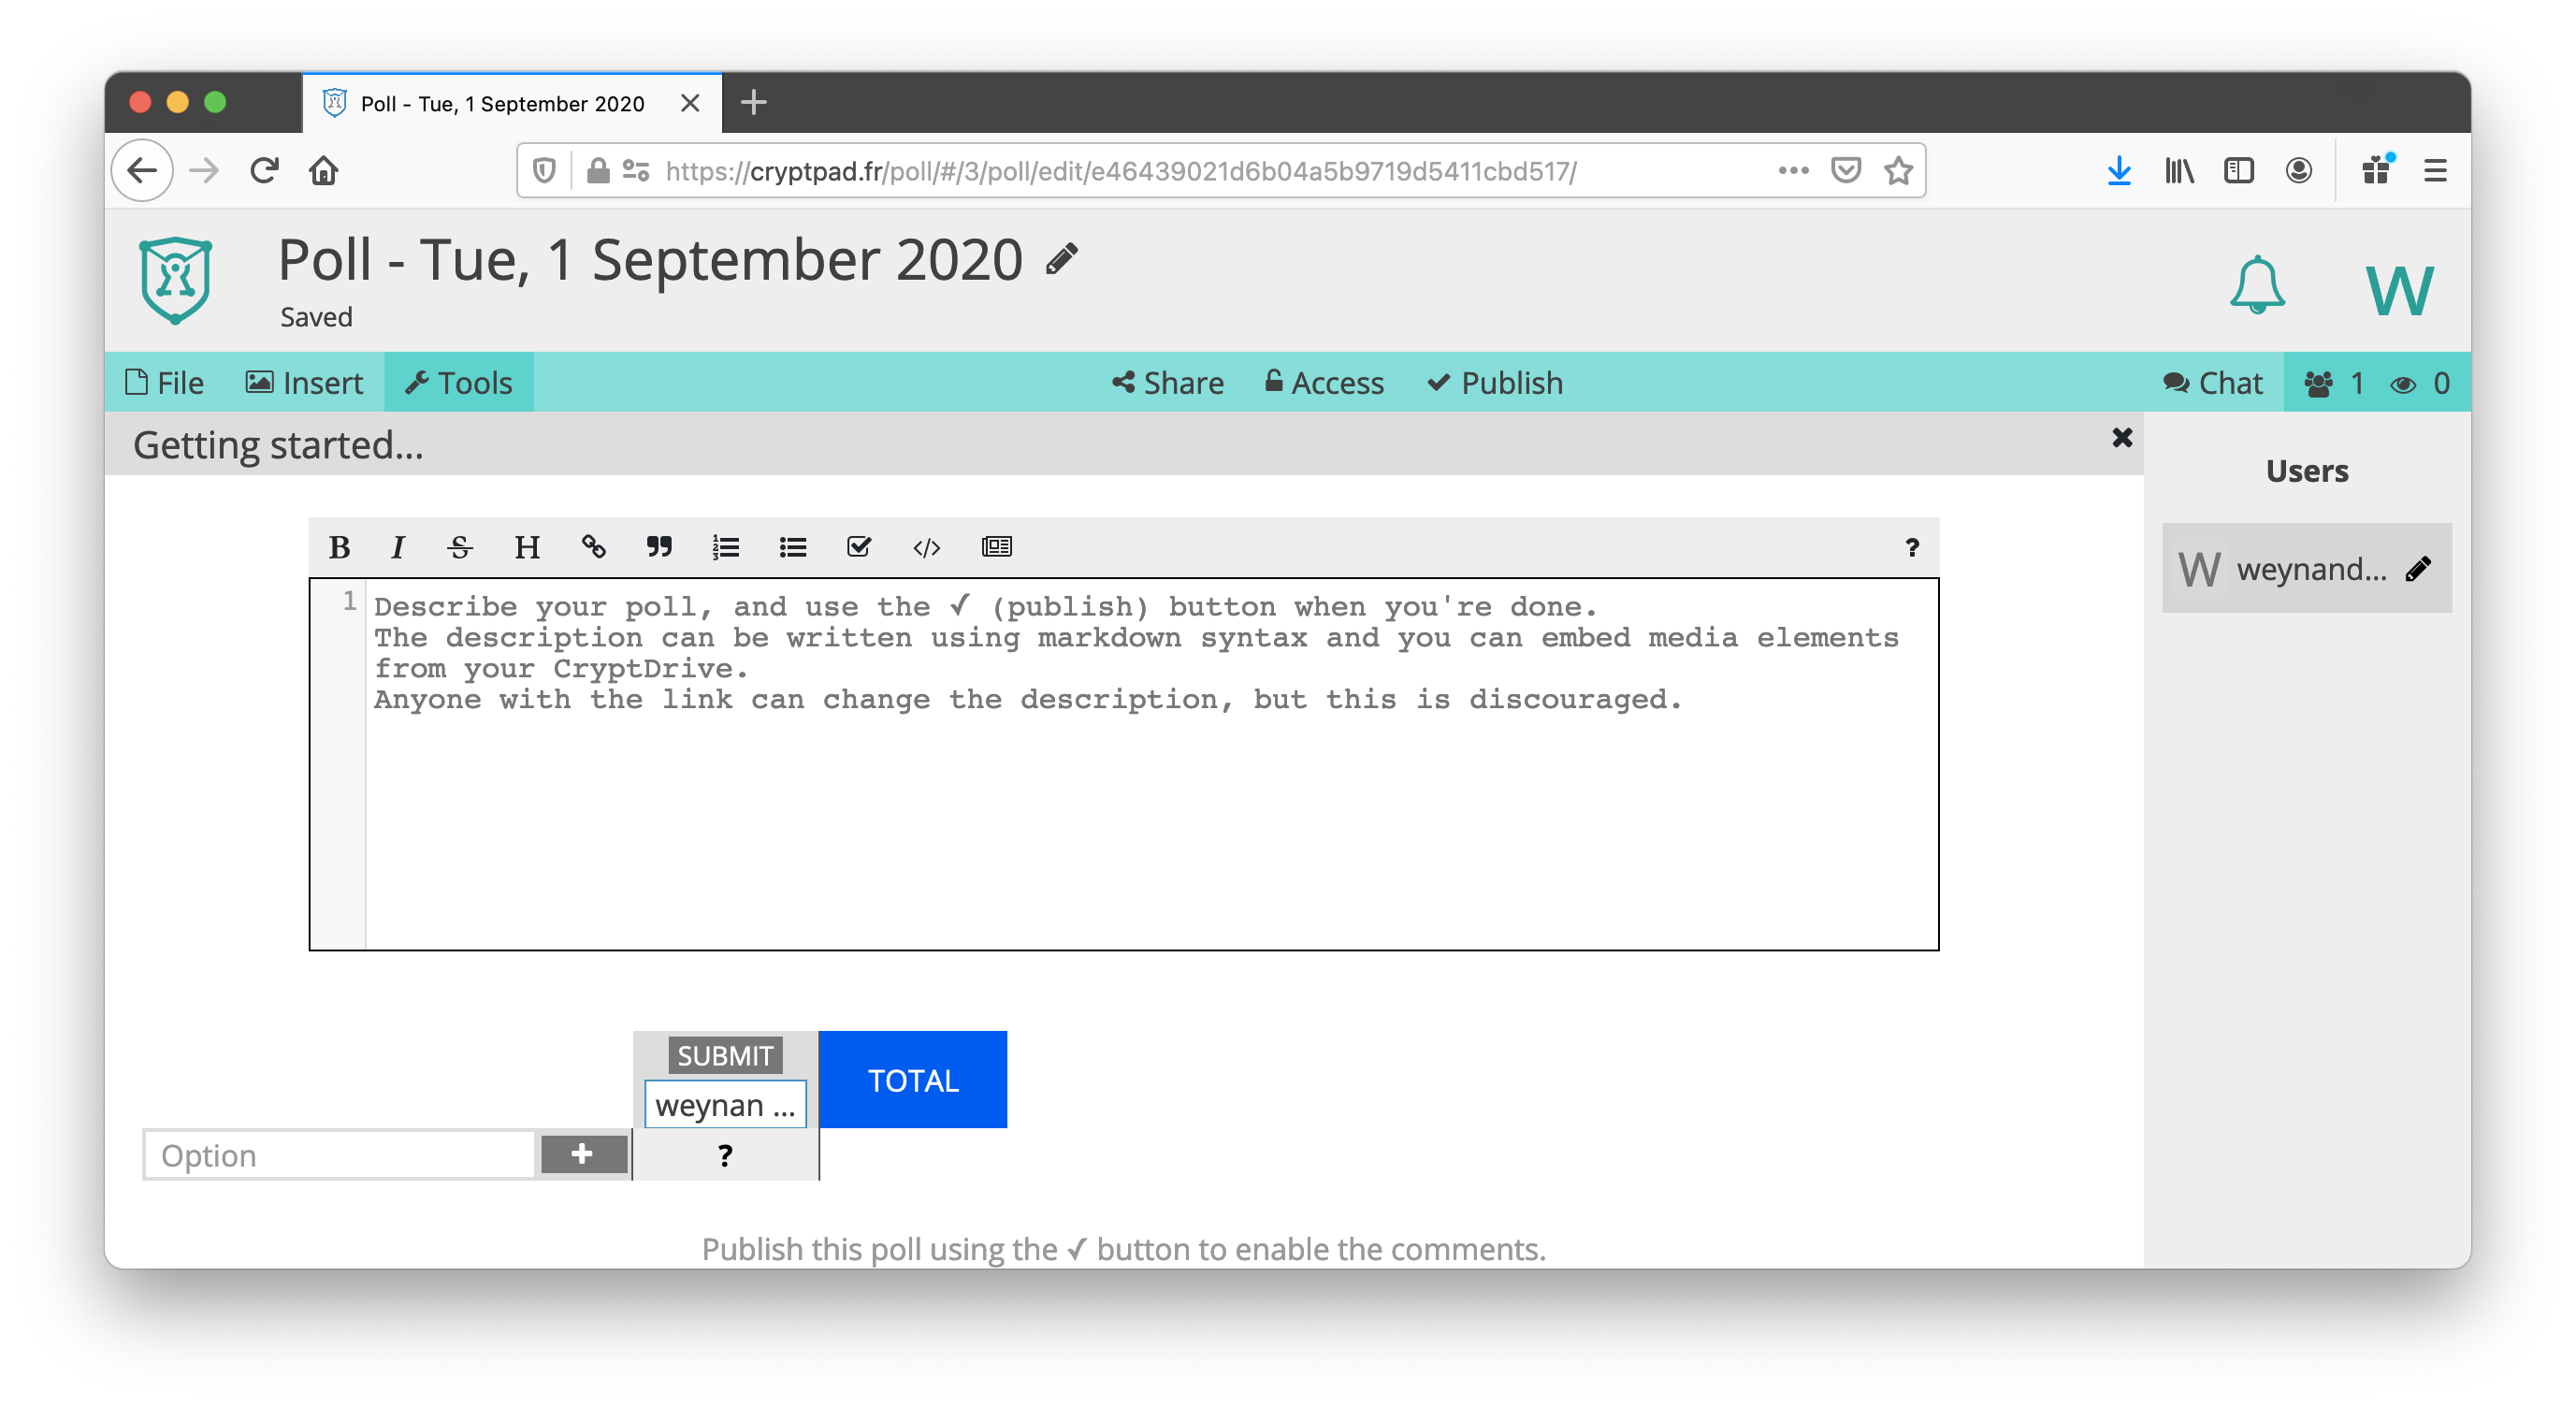 Poll - Tue, 1 September 2020
https://cryptpad.fr/poll/#/3/poll/edit/e46439021d6b04a5b9719d5411cbd517/
Poll - Tue, 1 September 2020
Saved
W
File Insert Tools Share Access Publish Chat 1 0
Getting started...
Users
W weynand...
B I S H </> ?
1
Describe your poll, and use the ✓ (publish) button when you're done.
The description can be written using markdown syntax and you can embed media elements
from your CryptDrive.
Anyone with the link can change the description, but this is discouraged.
SUBMIT
weynan ...
TOTAL
Option + ?
Publish this poll using the ✓ button to enable the comments.